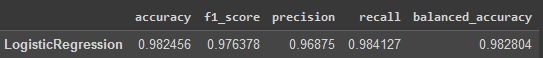 accuracy f1_score precision recall balanced_accuracy
LogisticRegression 0.982456 0.976378 0.96875 0.984127 0.982804